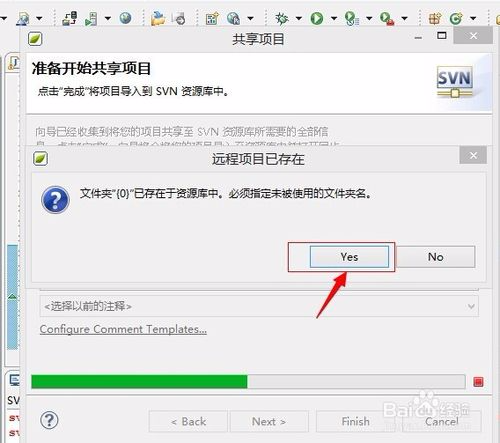 共享项目
准备开始共享项目
点击“完成”将项目导入到 SVN 资源库中。
SVN
向导已经收集到将您的项目共享至 SVN 资源库所需要的全部信
远程项目已存在
文件夹“{0}”已存在于资源库中。必须指定未被使用的文件夹名。
Yes
No
<选择以前的注释>
Configure Comment Templates...
SV
< Back
Next >
Finish
Cancel
Baidu 经验